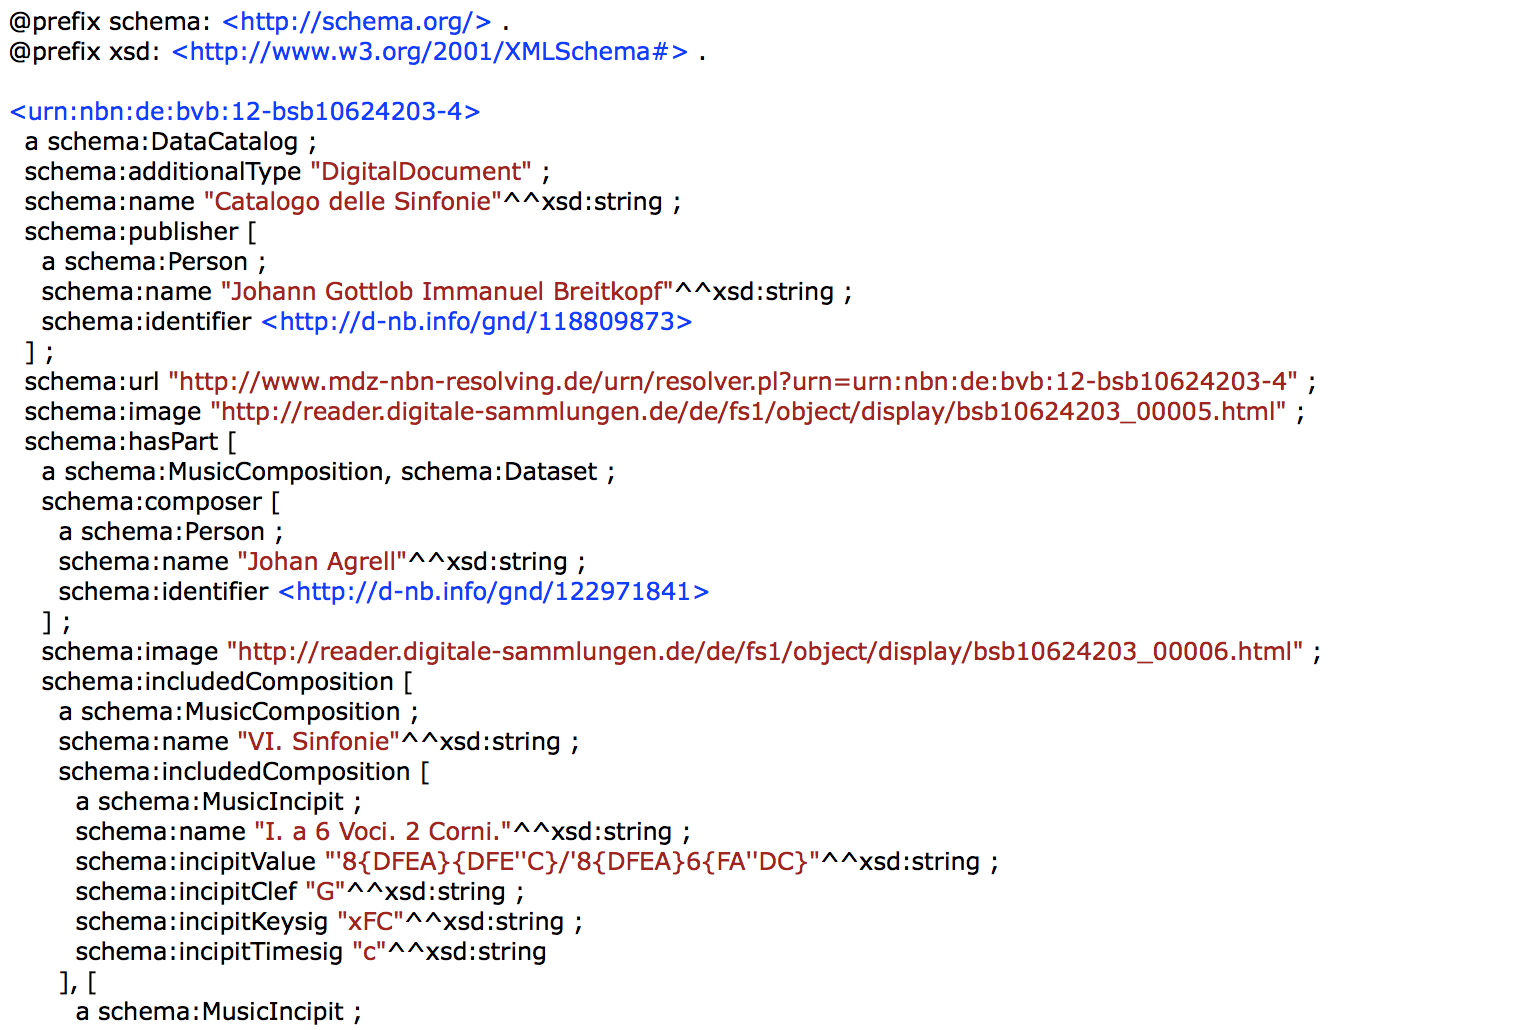 @prefix schema: <http://schema.org/> .
@prefix xsd: <http://www.w3.org/2001/XMLSchema#> .
<urn:nbn:de:bvb:12-bsb10624203-4>
a schema:DataCatalog ;
schema:additionalType "DigitalDocument" ;
schema:name "Catalogo delle Sinfonie"^^xsd:string ;
schema:publisher [
a schema:Person ;
schema:name "Johann Gottlob Immanuel Breitkopf"^^xsd:string ;
schema:identifier <http://d-nb.info/gnd/118809873>
] ;
schema:url "http://www.mdz-nbn-resolving.de/urn/resolver.pl?urn=urn:nbn:de:bvb:12-bsb10624203-4" ;
schema:image "http://reader.digitale-sammlungen.de/de/fs1/object/display/bsb10624203_00005.html" ;
schema:hasPart [
a schema:MusicComposition, schema:Dataset ;
schema:composer [
a schema:Person ;
schema:name "Johan Agrell"^^xsd:string ;
schema:identifier <http://d-nb.info/gnd/122971841>
] ;
schema:image "http://reader.digitale-sammlungen.de/de/fs1/object/display/bsb10624203_00006.html" ;
schema:includedComposition [
a schema:MusicComposition ;
schema:name "VI. Sinfonie"^^xsd:string ;
schema:includedComposition [
a schema:MusicIncipit ;
schema:name "I. a 6 Voci. 2 Corni."^^xsd:string ;
schema:incipitValue "'8{DFEA}{DFE''C}/'8{DFEA}6{FA''DC}"^^xsd:string ;
schema:incipitClef "G"^^xsd:string ;
schema:incipitKeysig "xFC"^^xsd:string ;
schema:incipitTimesig "c"^^xsd:string
], [
a schema:MusicIncipit ;